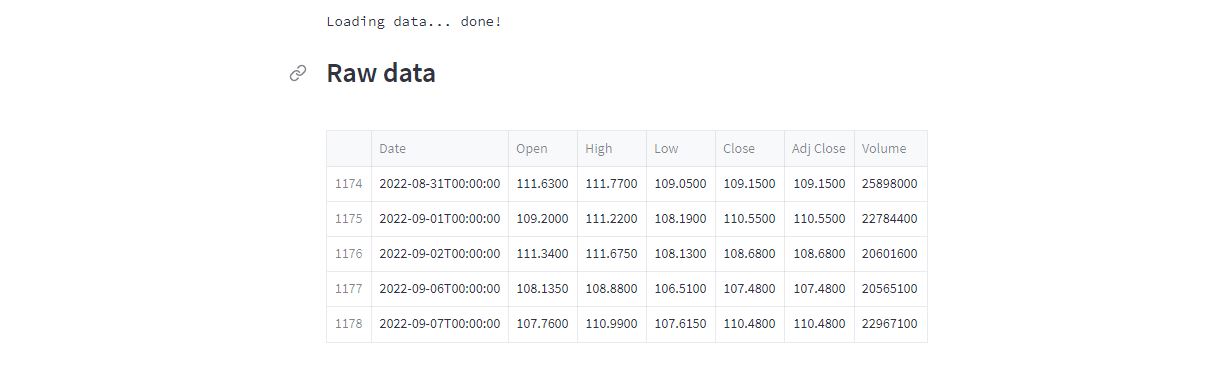 Loading data... done!
Raw data
Date Open High Low Close Adj Close Volume
1174 2022-08-31T00:00:00 111.6300 111.7700 109.0500 109.1500 109.1500 25898000
1175 2022-09-01T00:00:00 109.2000 111.2200 108.1900 110.5500 110.5500 22784400
1176 2022-09-02T00:00:00 111.3400 111.6750 108.1300 108.6800 108.6800 20601600
1177 2022-09-06T00:00:00 108.1350 108.8800 106.5100 107.4800 107.4800 20565100
1178 2022-09-07T00:00:00 107.7600 110.9900 107.6150 110.4800 110.4800 22967100